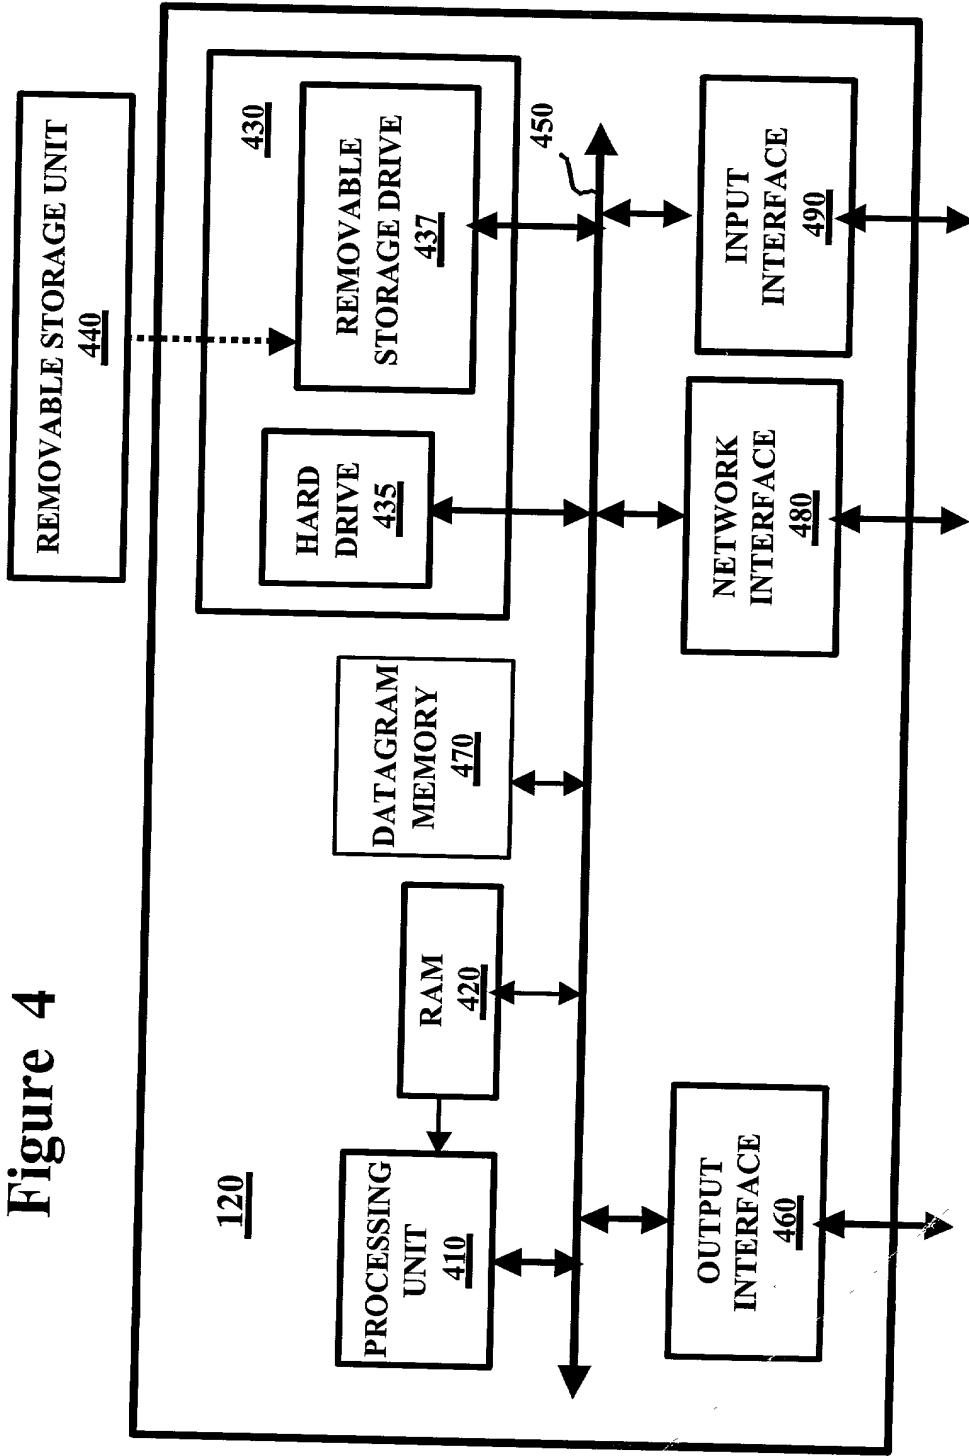 Figure 4
REMOVABLE STORAGE UNIT
440
120
430
PROCESSING
UNIT
410
RAM
420
DATAGRAM
MEMORY
470
HARD
DRIVE
435
REMOVABLE
STORAGE DRIVE
437
450
OUTPUT
INTERFACE
460
NETWORK
INTERFACE
480
INPUT
INTERFACE
490